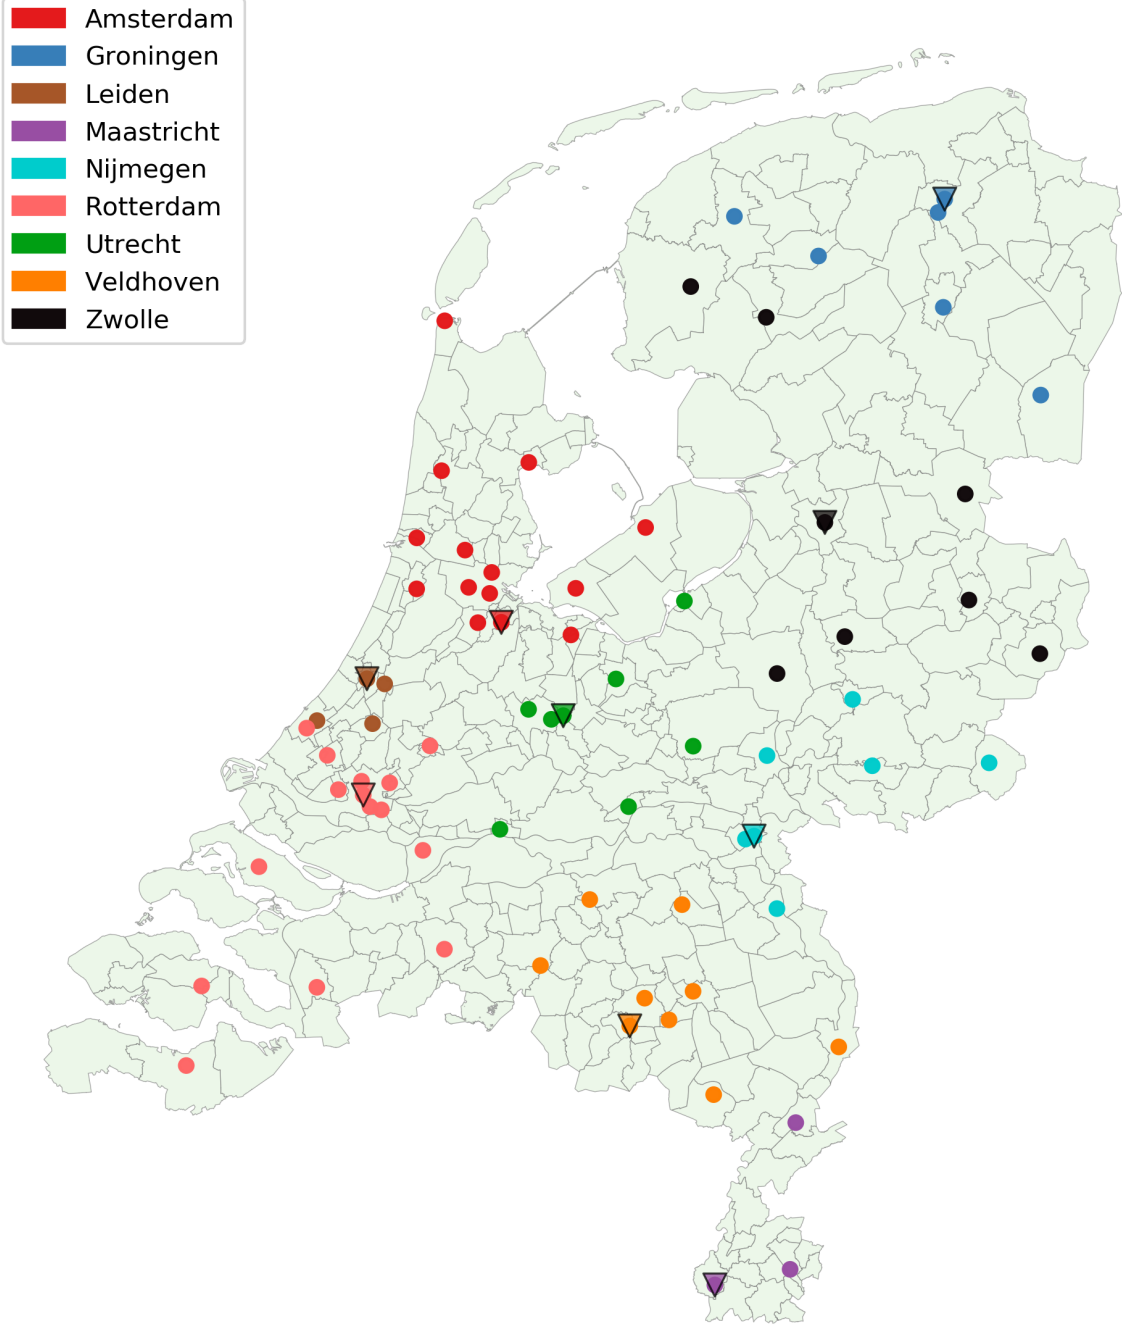 Amsterdam
Groningen
Leiden
Maastricht
Nijmegen
Rotterdam
Utrecht
Veldhoven
Zwolle